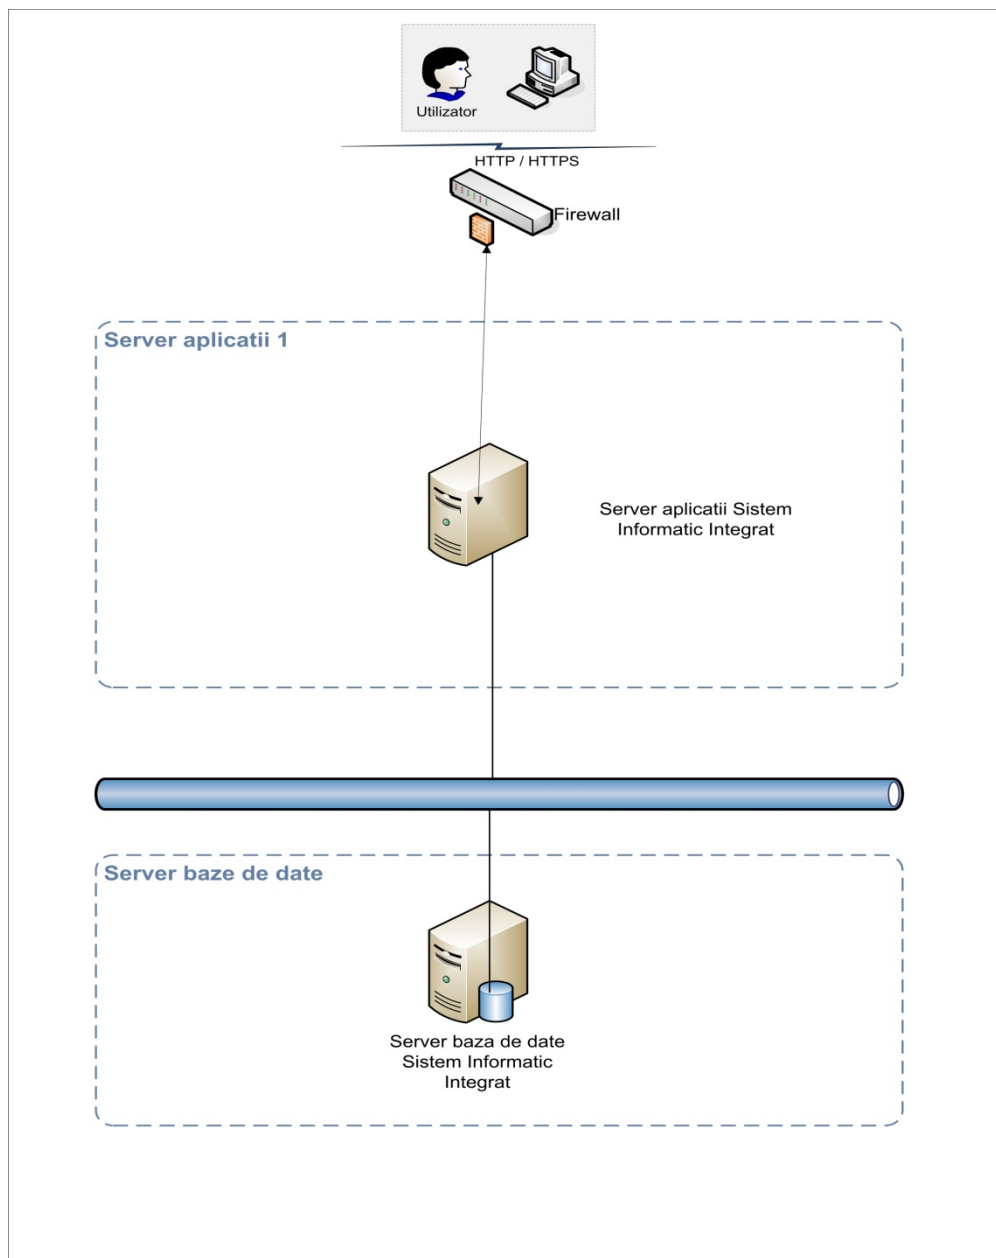 Utilizator
HTTP / HTTPS
Firewall
Server aplicatii 1
Server aplicatii Sistem
Informatic Integrat
Server baze de date
Server baza de date
Sistem Informatic
Integrat